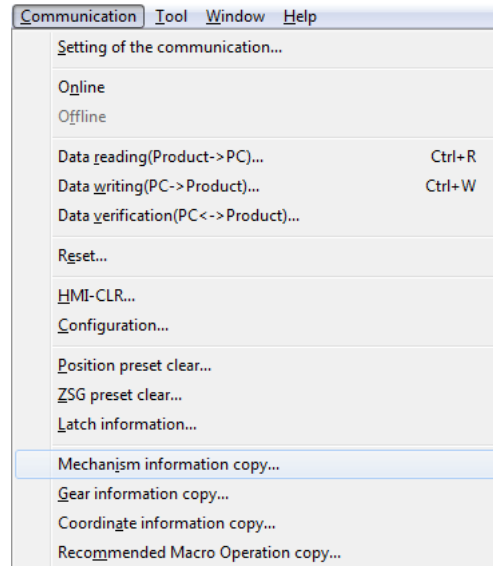 Communication Tool Window Help
Setting of the communication...
Online
Offline
Data reading(Product->PC)... Ctrl+R
Data writing(PC->Product)... Ctrl+W
Data verification(PC<->Product)...
Reset...
HMI-CLR...
Configuration...
Position preset clear...
ZSG preset clear...
Latch information...
Mechanism information copy...
Gear information copy...
Coordinate information copy...
Recommended Macro Operation copy...